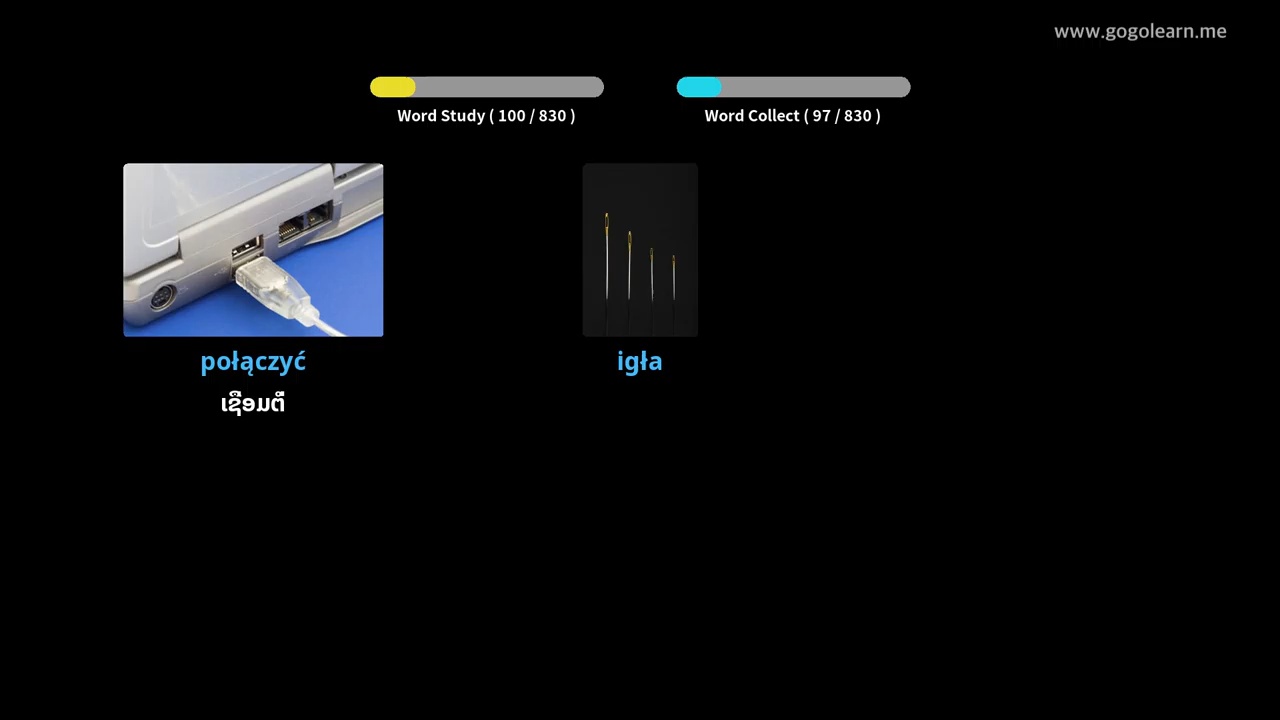 www.gogolearn.me
Word Study ( 100 / 830 )
Word Collect ( 97 / 830 )
połączyć
igła
ເຊື່ອມຕໍ່